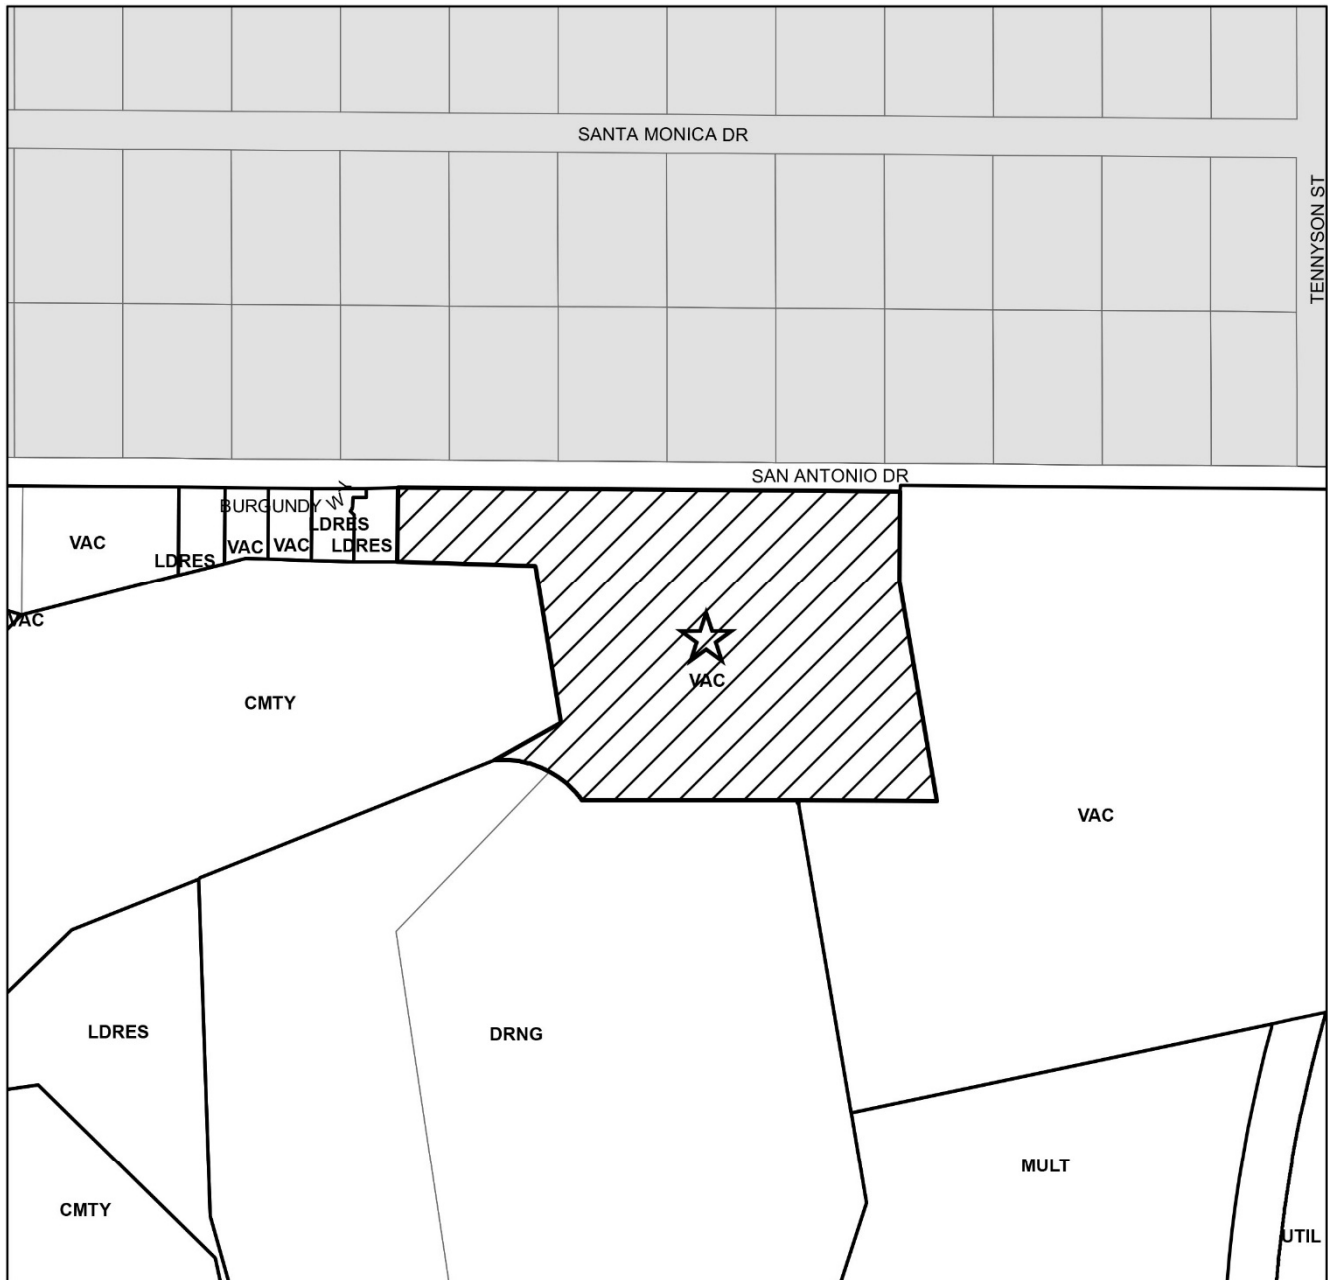 SANTA MONICA DR
TENNYSON ST
SAN ANTONIO DR
BURGUNDY WY
LDRES
VAC
VAC
VAC
LDRES
LDRES
VAC
VAC
CMTY
VAC
LDRES
DRNG
MULT
CMTY
UTIL